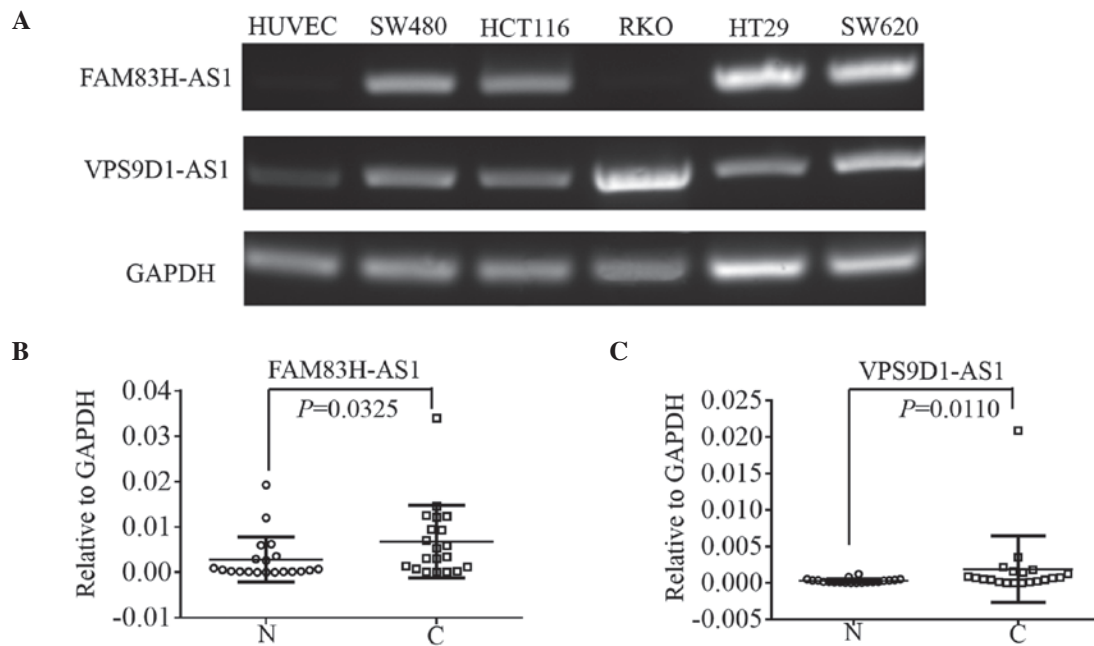 A
HUVEC SW480 HCT116 RKO HT29 SW620
FAM83H-AS1
VPS9D1-AS1
GAPDH
B
FAM83H-AS1
P=0.0325
Relative to GAPDH
0.04
0.03
0.02
0.01
0.00
-0.01
N C
C
VPS9D1-AS1
P=0.0110
Relative to GAPDH
0.025
0.020
0.015
0.010
0.005
0.000
-0.005
N C